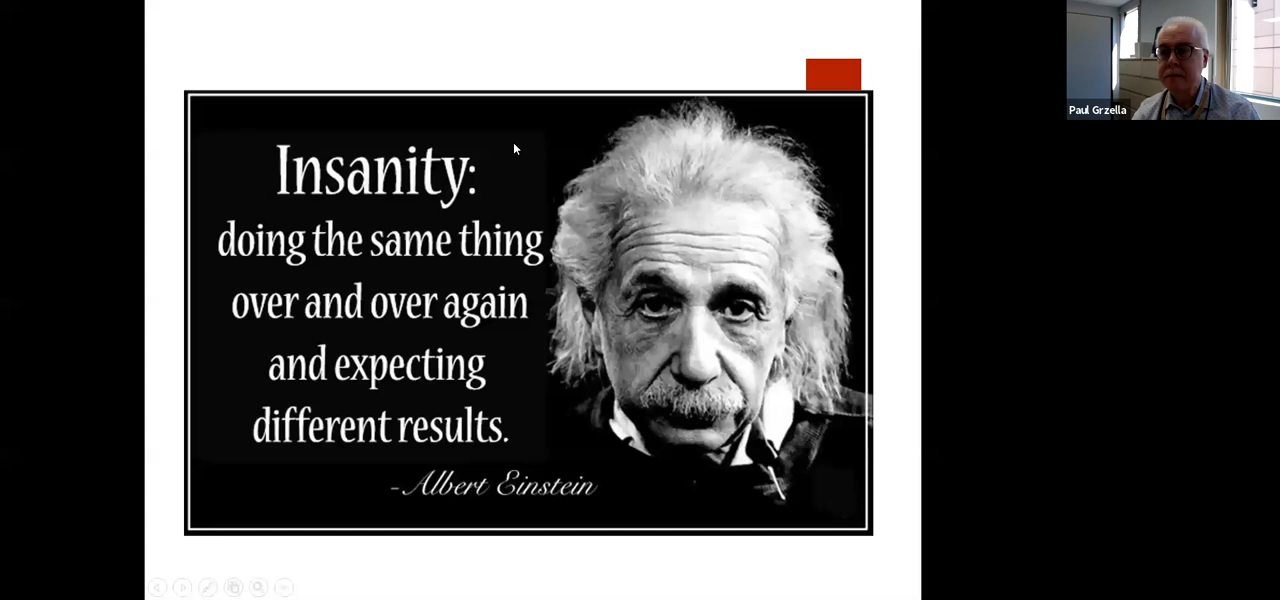 Insanity:
doing the same thing
over and over again
and expecting
different results.
-Albert Einstein
Paul Grzella